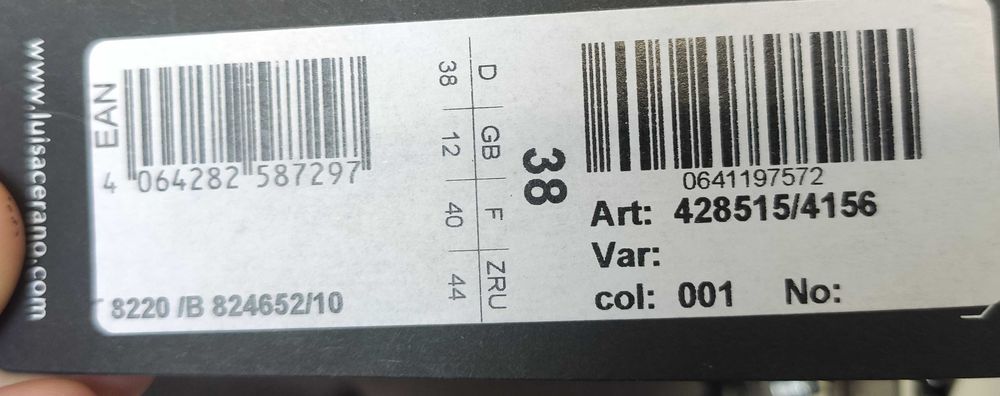 www.luisacerano.com
EAN
4 064282 587297
8220 /B 824652/10
D GB F ZRU
38 12 40 44
38
0641197572
Art: 428515/4156
Var:
col: 001 No: